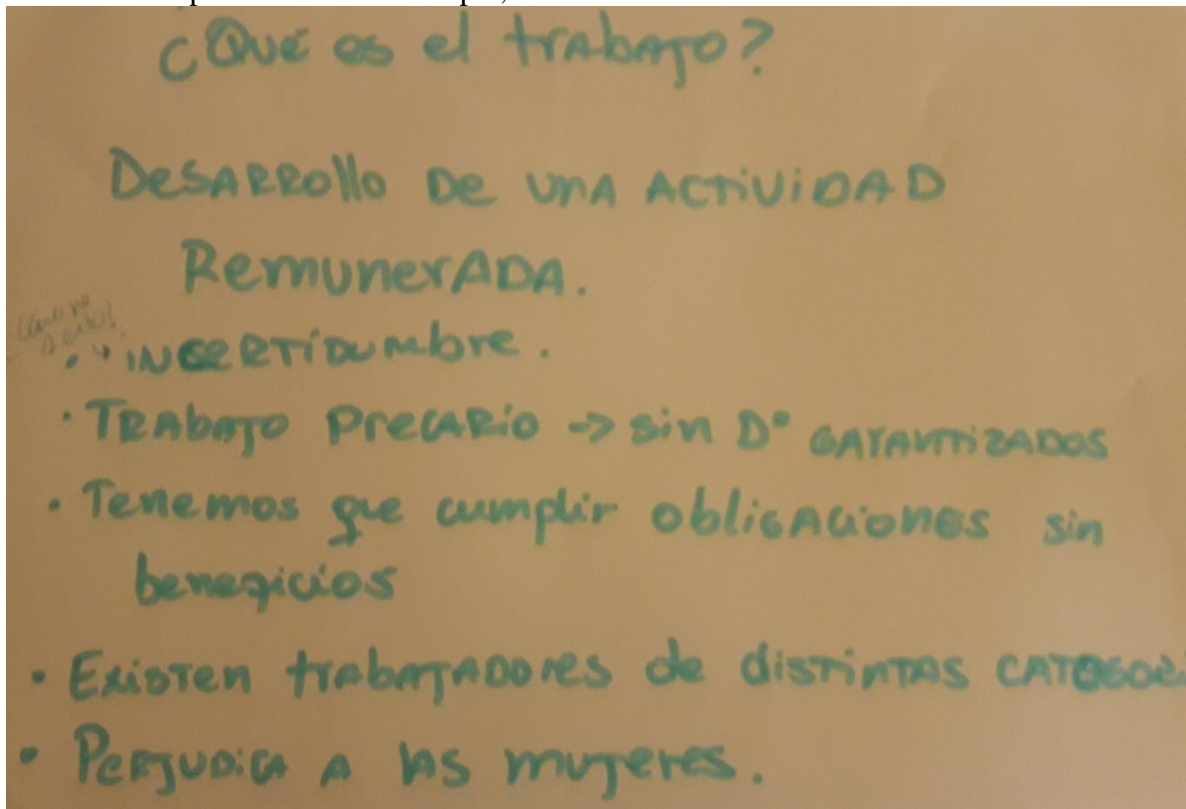 ¿Qué es el trabajo?
DESARROllo De UNA ACTiViDAD
RemunerADA.
INCERTIDUMbre.
· TRAbAJO PreCARio -> sin D° GARANTIZADOS
· Tenemos que cumplir obligACiones sin
beneficios
· Existen trabAJADOres de distintAS CATEGOR
· PERJUDICA A lAS mujeres.